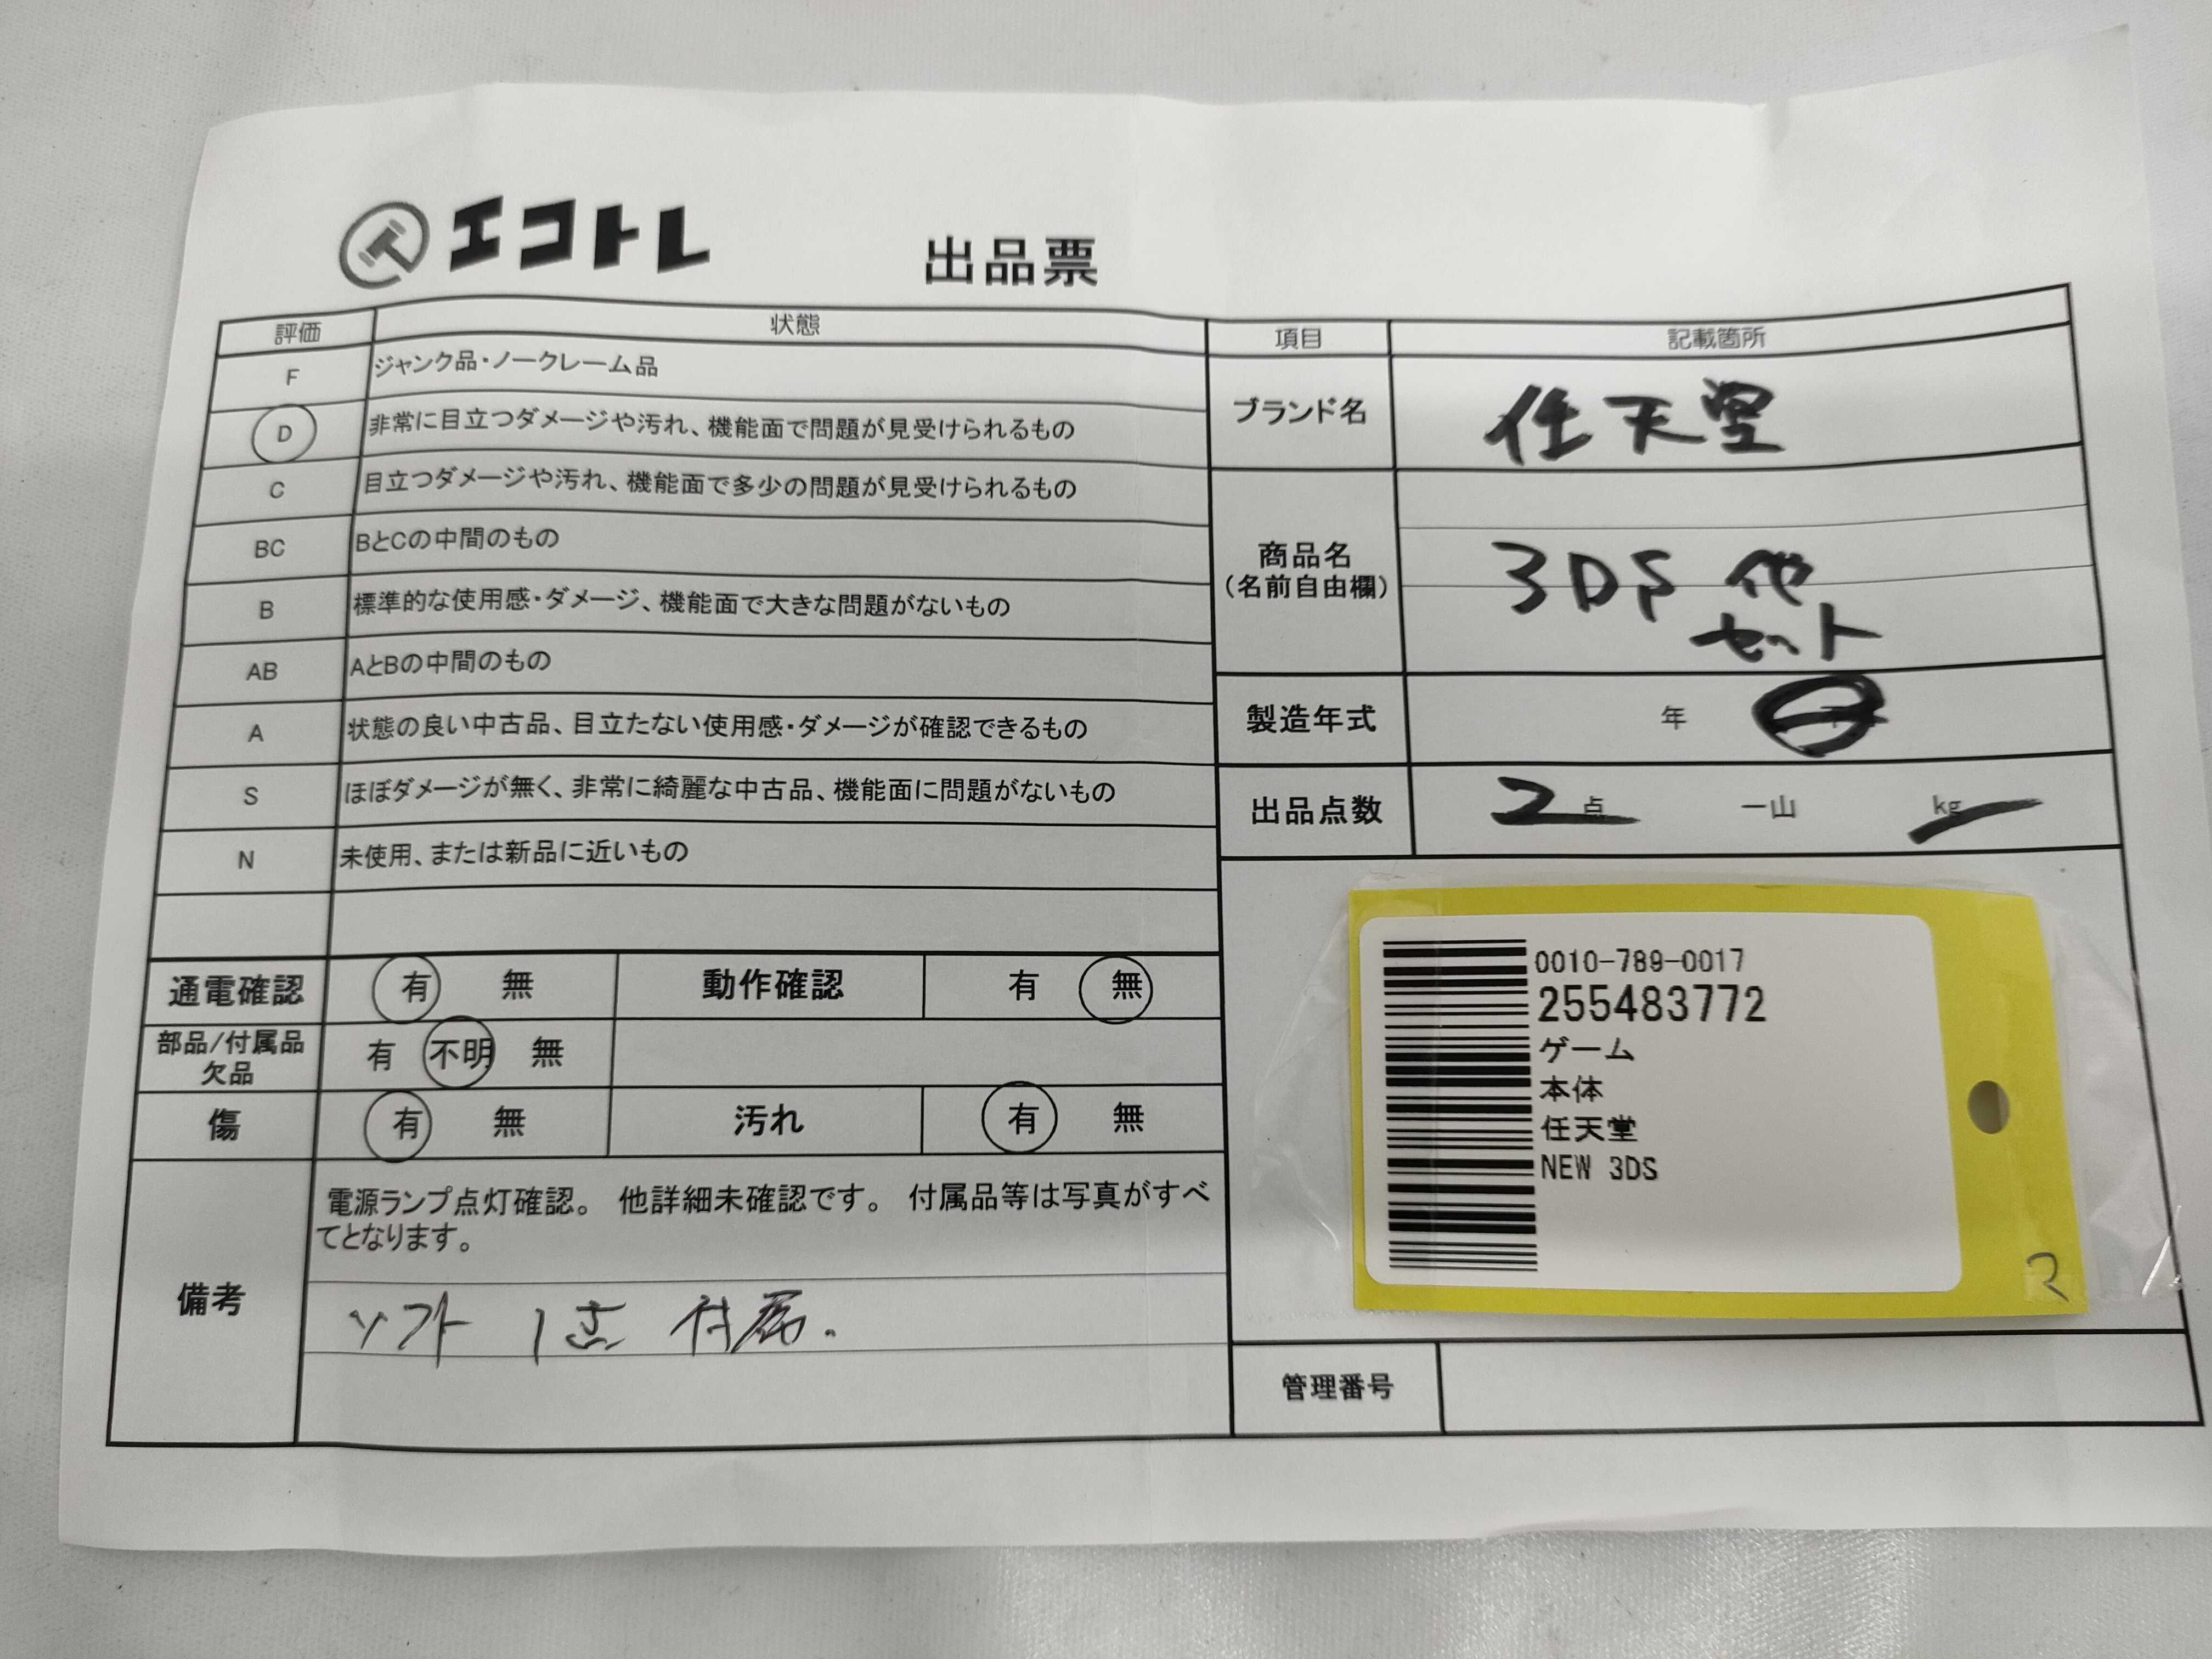 エコトレ
出品票
評価 状態
F ジャンク品・ノークレーム品
D 非常に目立つダメージや汚れ、機能面で問題が見受けられるもの
C 目立つダメージや汚れ、機能面で多少の問題が見受けられるもの
BC BとCの中間のもの
B 標準的な使用感・ダメージ、機能面で大きな問題がないもの
AB AとBの中間のもの
A 状態の良い中古品、目立たない使用感・ダメージが確認できるもの
S ほぼダメージが無く、非常に綺麗な中古品、機能面に問題がないもの
N 未使用、または新品に近いもの
通電確認 有 無 動作確認 有 無
部品/付属品
欠品
有 不明 無
傷 有 無 汚れ 有 無
備考
電源ランプ点灯確認。 他詳細未確認です。 付属品等は写真がすべ
てとなります。
ソフト 1点 付属.
項目 記載箇所
ブランド名 任天堂
商品名
(名前自由欄)
3DS 他
セット
製造年式 年
出品点数 2 点 一山 kg
0010-789-0017
255483772
ゲーム
本体
任天堂
NEW 3DS
管理番号